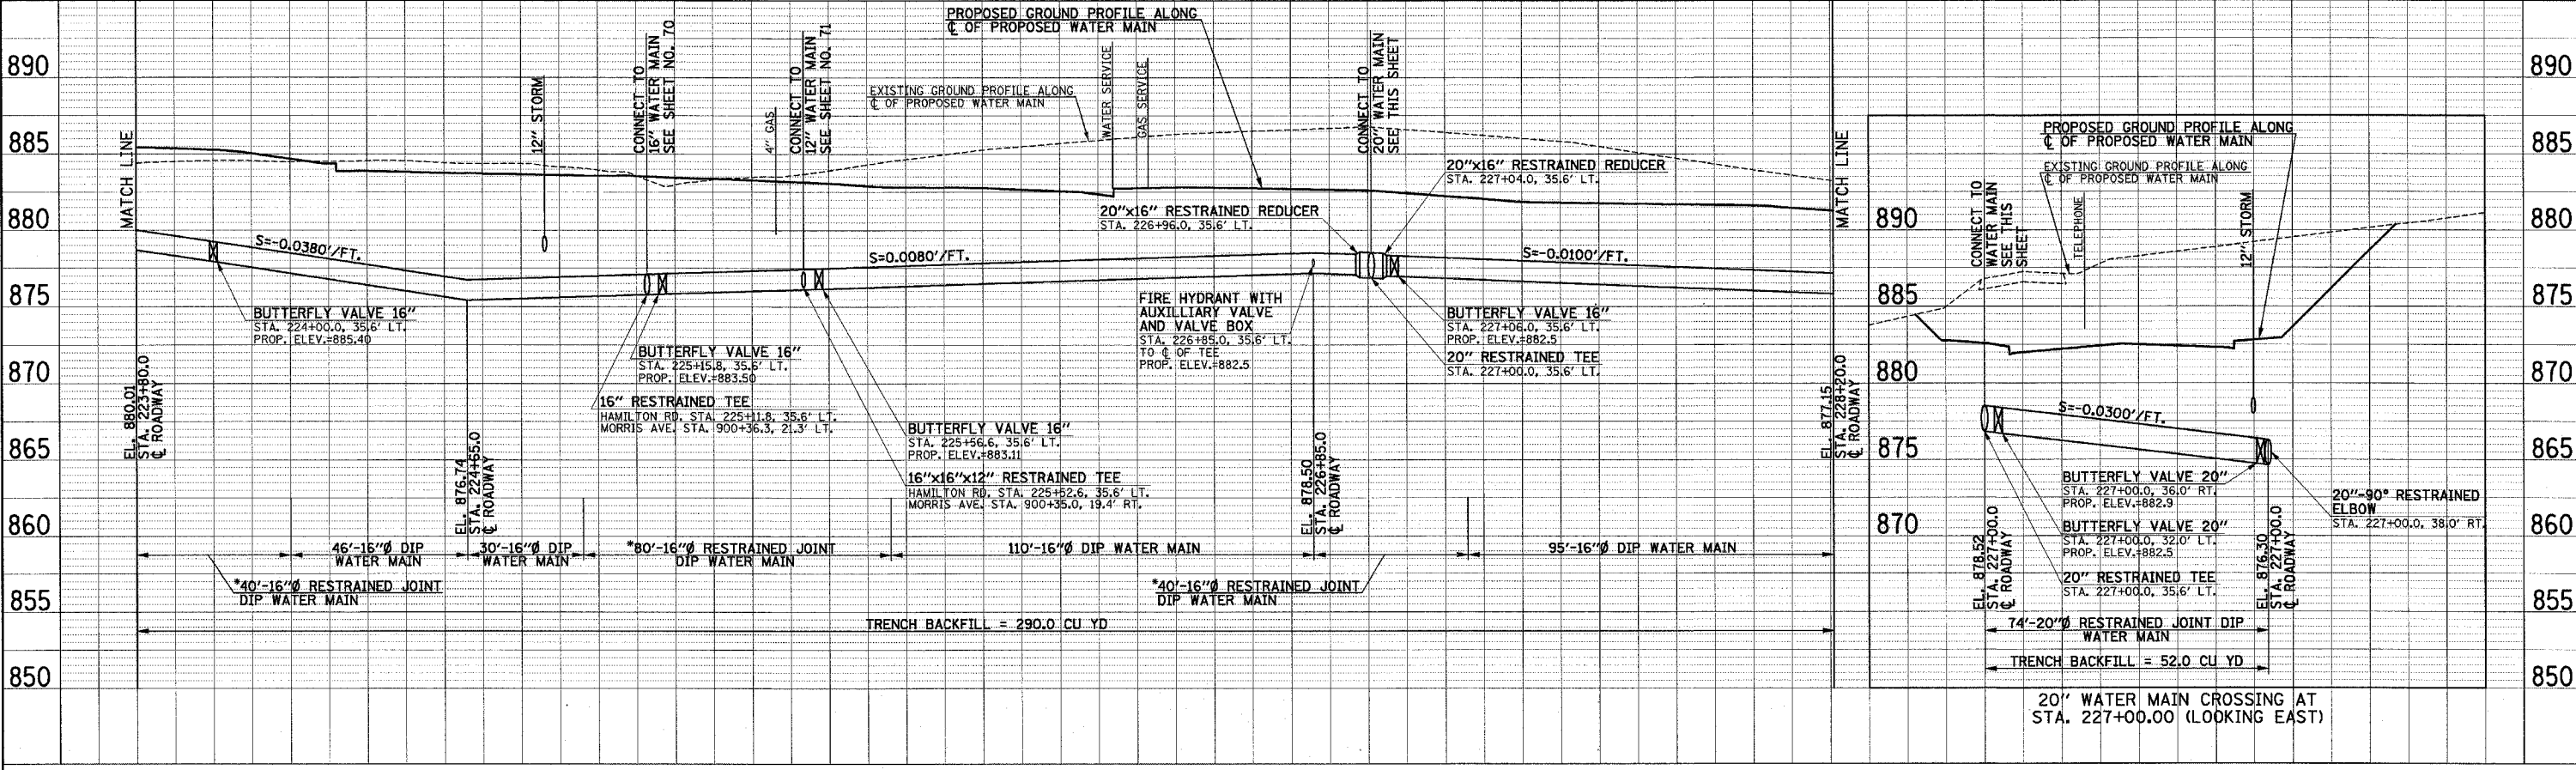 890
885
880
875
870
865
860
855
850
MATCH LINE
EL. 880.01
STA. 223+80.0
℄ ROADWAY
S=-0.0380'/FT.
BUTTERFLY VALVE 16"
STA. 224+00.0, 35.6' LT.
PROP. ELEV.=885.40
EL. 876.74
STA. 224+65.0
℄ ROADWAY
12" STORM
CONNECT TO
16" WATER MAIN
SEE SHEET NO. 70
4" GAS
CONNECT TO
12" WATER MAIN
SEE SHEET NO. 71
BUTTERFLY VALVE 16"
STA. 225+15.8, 35.6' LT.
PROP. ELEV.=883.50
16" RESTRAINED TEE
HAMILTON RD. STA. 225+11.8, 35.6' LT.
MORRIS AVE. STA. 900+36.3, 21.3' LT.
S=0.0080'/FT.
BUTTERFLY VALVE 16"
STA. 225+56.6, 35.6' LT.
PROP. ELEV.=883.11
16"x16"x12" RESTRAINED TEE
HAMILTON RD. STA. 225+52.6, 35.6' LT.
MORRIS AVE. STA. 900+35.0, 19.4' RT.
PROPOSED GROUND PROFILE ALONG
℄ OF PROPOSED WATER MAIN
EXISTING GROUND PROFILE ALONG
℄ OF PROPOSED WATER MAIN
WATER SERVICE
GAS SERVICE
CONNECT TO
20" WATER MAIN
SEE THIS SHEET
20"x16" RESTRAINED REDUCER
STA. 227+04.0, 35.6' LT.
20"x16" RESTRAINED REDUCER
STA. 226+96.0, 35.6' LT.
S=-0.0100'/FT.
FIRE HYDRANT WITH
AUXILLIARY VALVE
AND VALVE BOX
STA. 226+85.0, 35.6' LT.
TO ℄ OF TEE
PROP. ELEV.=882.5
BUTTERFLY VALVE 16"
STA. 227+06.0, 35.6' LT.
PROP. ELEV.=882.5
20" RESTRAINED TEE
STA. 227+00.0, 35.6' LT.
EL. 878.50
STA. 226+85.0
℄ ROADWAY
MATCH LINE
EL. 877.15
STA. 228+20.0
℄ ROADWAY
46'-16"Ø DIP
WATER MAIN
30'-16"Ø DIP
WATER MAIN
*80'-16"Ø RESTRAINED JOINT
DIP WATER MAIN
110'-16"Ø DIP WATER MAIN
95'-16"Ø DIP WATER MAIN
*40'-16"Ø RESTRAINED JOINT
DIP WATER MAIN
*40'-16"Ø RESTRAINED JOINT
DIP WATER MAIN
TRENCH BACKFILL = 290.0 CU YD
890
885
880
875
870
PROPOSED GROUND PROFILE ALONG
℄ OF PROPOSED WATER MAIN
EXISTING GROUND PROFILE ALONG
℄ OF PROPOSED WATER MAIN
CONNECT TO
WATER MAIN
SEE THIS
SHEET
TELEPHONE
12" STORM
S=-0.0300'/FT.
BUTTERFLY VALVE 20"
STA. 227+00.0, 36.0' RT.
PROP. ELEV.=882.9
BUTTERFLY VALVE 20"
STA. 227+00.0, 32.0' LT.
PROP. ELEV.=882.5
20" RESTRAINED TEE
STA. 227+00.0, 35.6' LT.
20"-90° RESTRAINED
ELBOW
STA. 227+00.0, 38.0' RT.
EL. 878.52
STA. 227+00.0
℄ ROADWAY
EL. 876.30
STA. 227+00.0
℄ ROADWAY
74'-20"Ø RESTRAINED JOINT DIP
WATER MAIN
TRENCH BACKFILL = 52.0 CU YD
20" WATER MAIN CROSSING AT
STA. 227+00.00 (LOOKING EAST)
890
885
880
875
870
865
860
855
850